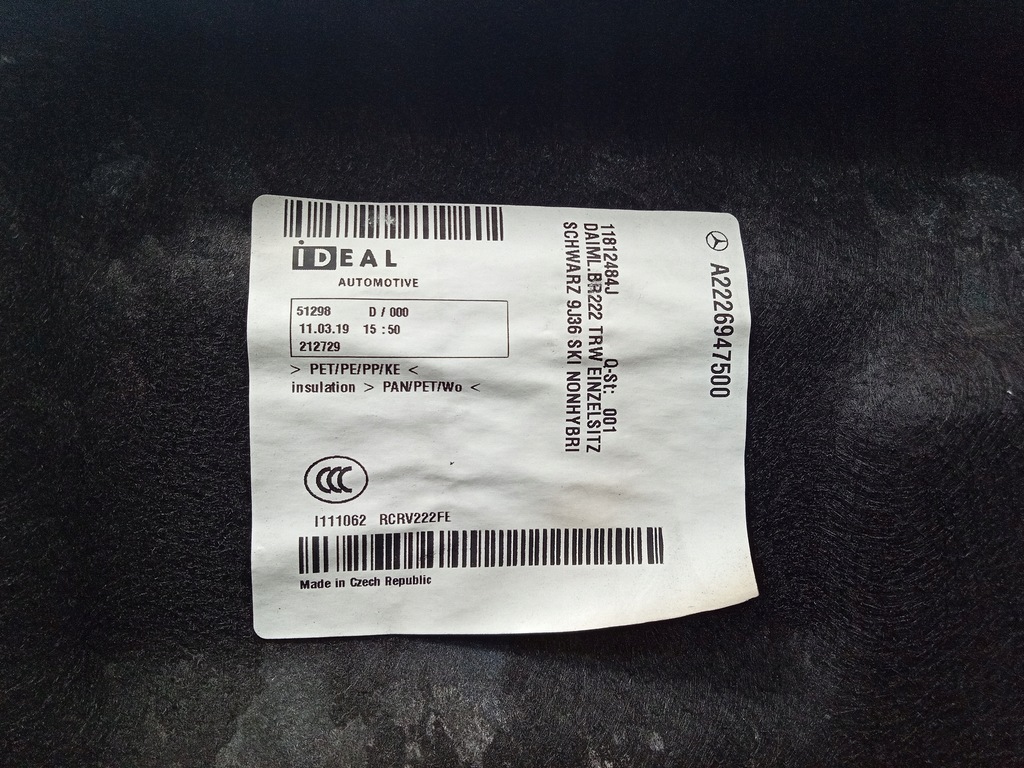 iDEAL
AUTOMOTIVE
51298 D / 000
11.03.19 15 : 50
212729
> PET/PE/PP/KE <
insulation > PAN/PET/Wo <
CCC
I111062 RCRV222FE
Made in Czech Republic
A2226947500
11812484J Q-St: 001
DAIML.BR222 TRW EINZELSITZ
SCHWARZ 9J36 SKI NONHYBRI